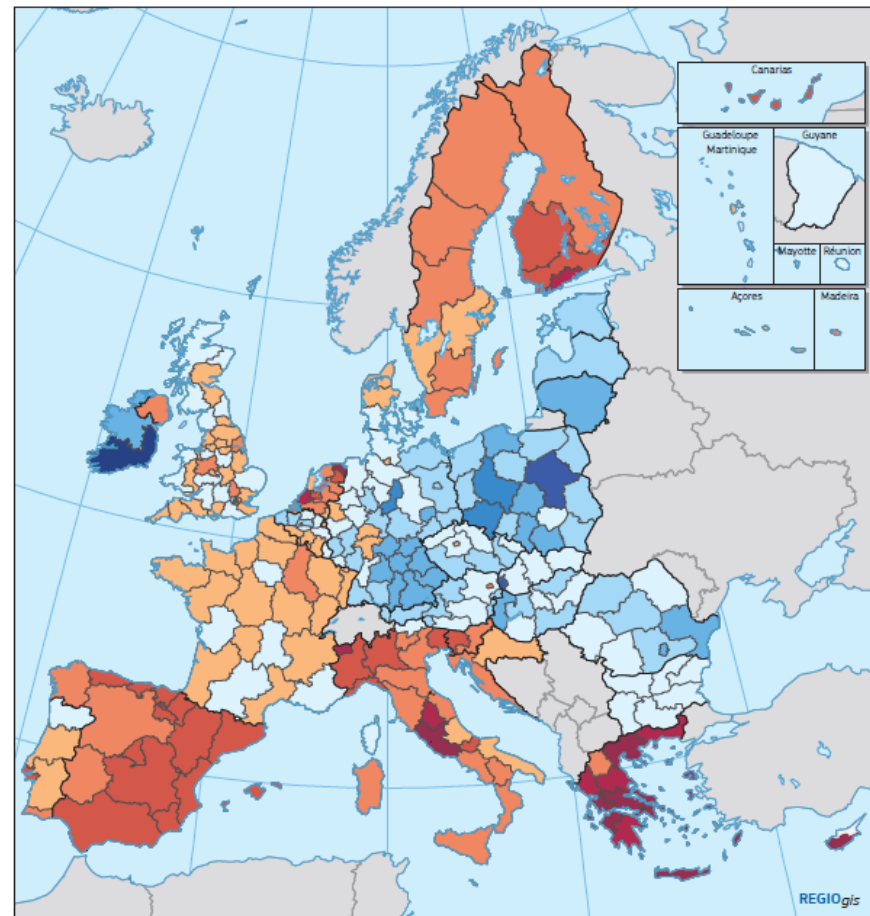 Canarias
Guadeloupe
Martinique
Guyane
Mayotte
Réunion
Açores
Madeira
REGIOgis